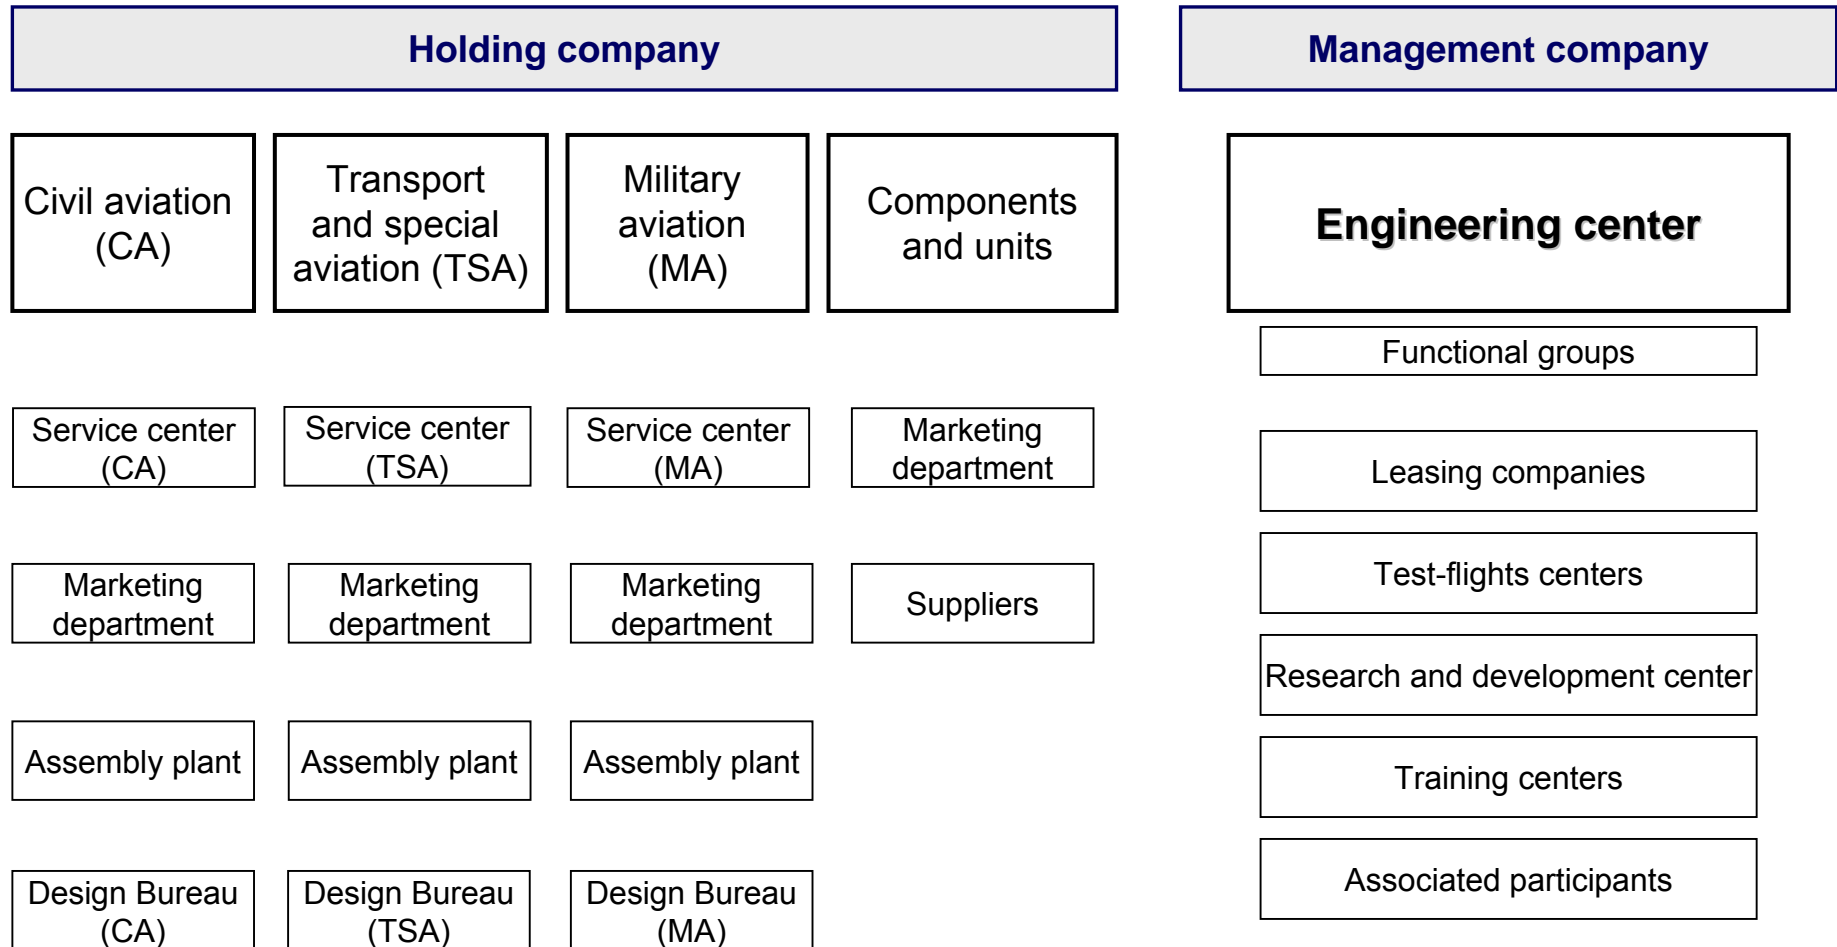 Holding company
Management company
Civil aviation
(CA)
Transport
and special
aviation (TSA)
Military
aviation
(MA)
Components
and units
Engineering center
Functional groups
Service center
(CA)
Service center
(TSA)
Service center
(MA)
Marketing
department
Leasing companies
Test-flights centers
Marketing
department
Marketing
department
Marketing
department
Suppliers
Research and development center
Assembly plant
Assembly plant
Assembly plant
Training centers
Associated participants
Design Bureau
(CA)
Design Bureau
(TSA)
Design Bureau
(MA)